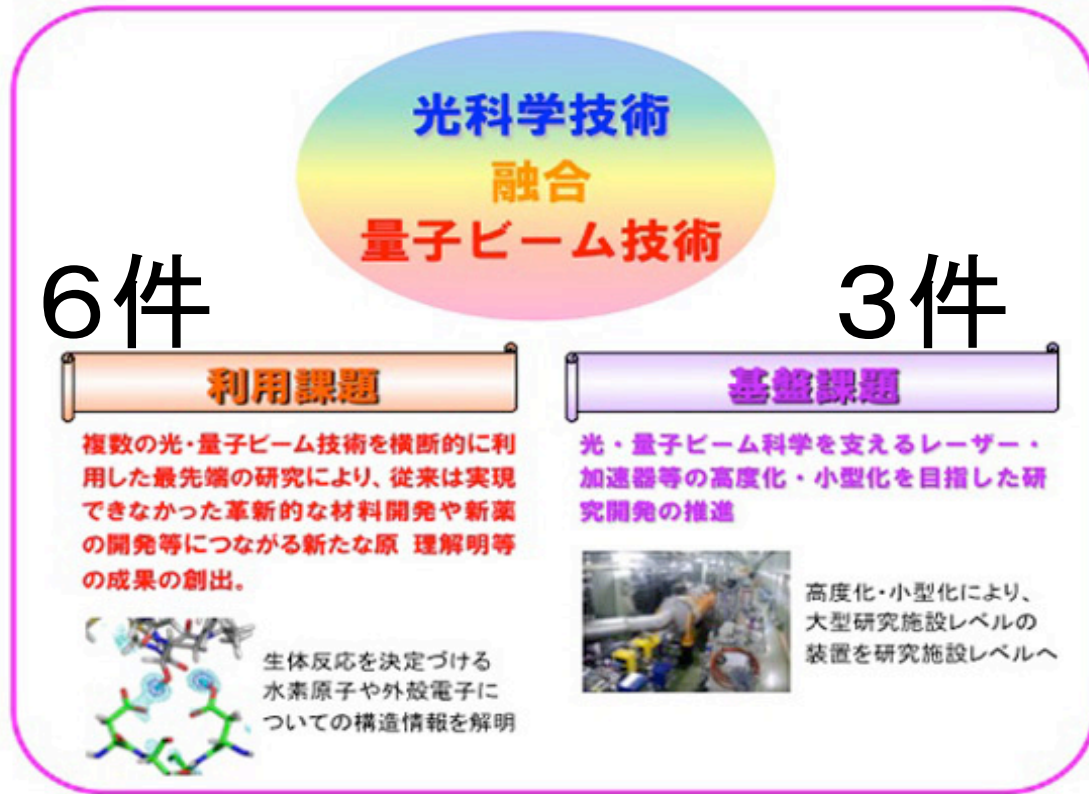 光科学技術
融合
量子ビーム技術
6件
3件
利用課題
複数の光・量子ビーム技術を横断的に利
用した最先端の研究により、従来は実現
できなかった革新的な材料開発や新薬
の開発等につながる新たな原 理解明等
の成果の創出。
生体反応を決定づける
水素原子や外殻電子に
ついての構造情報を解明
基盤課題
光・量子ビーム科学を支えるレーザー・
加速器等の高度化・小型化を目指した研
究開発の推進
高度化・小型化により、
大型研究施設レベルの
装置を研究施設レベルへ